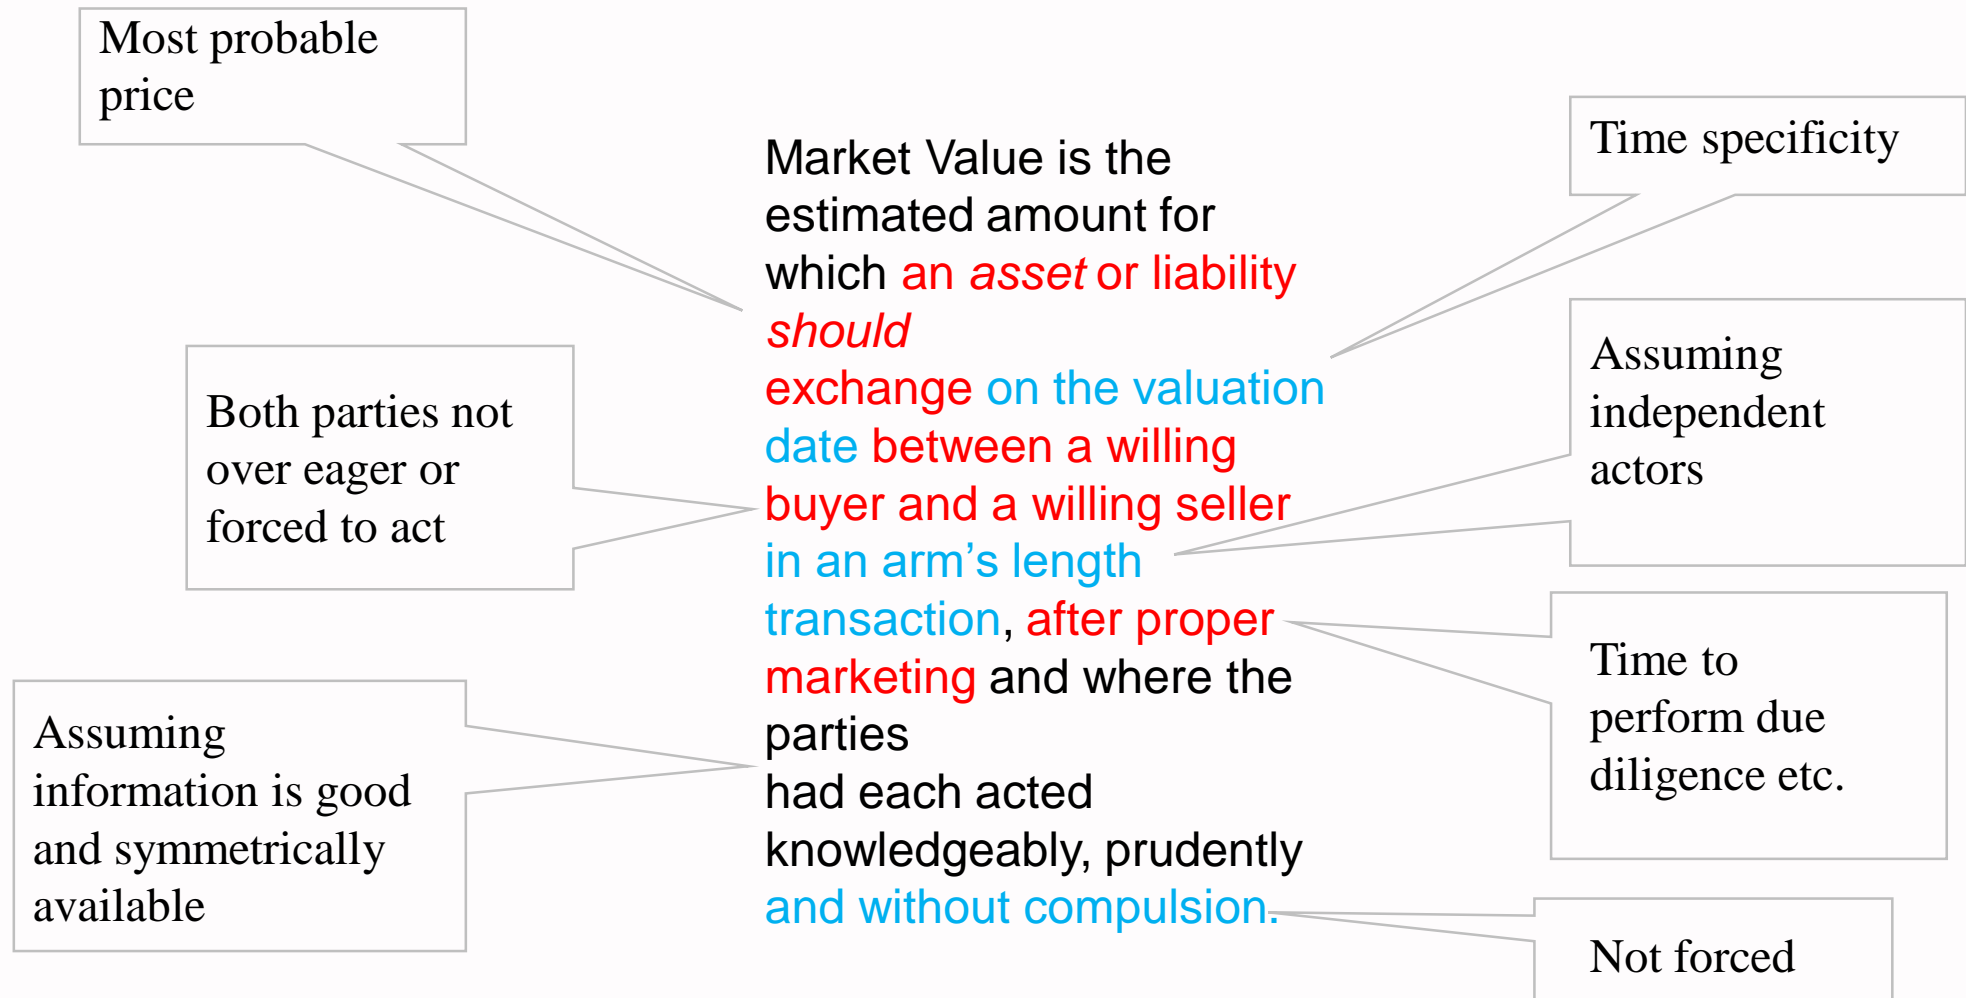 Most probable
price
Market Value is the
estimated amount for
which an asset or liability
should
exchange on the valuation
date between a willing
buyer and a willing seller
in an arm’s length
transaction, after proper
marketing and where the
parties
had each acted
knowledgeably, prudently
and without compulsion.
Time specificity
Both parties not
over eager or
forced to act
Assuming
independent
actors
Assuming
information is good
and symmetrically
available
Time to
perform due
diligence etc.
Not forced